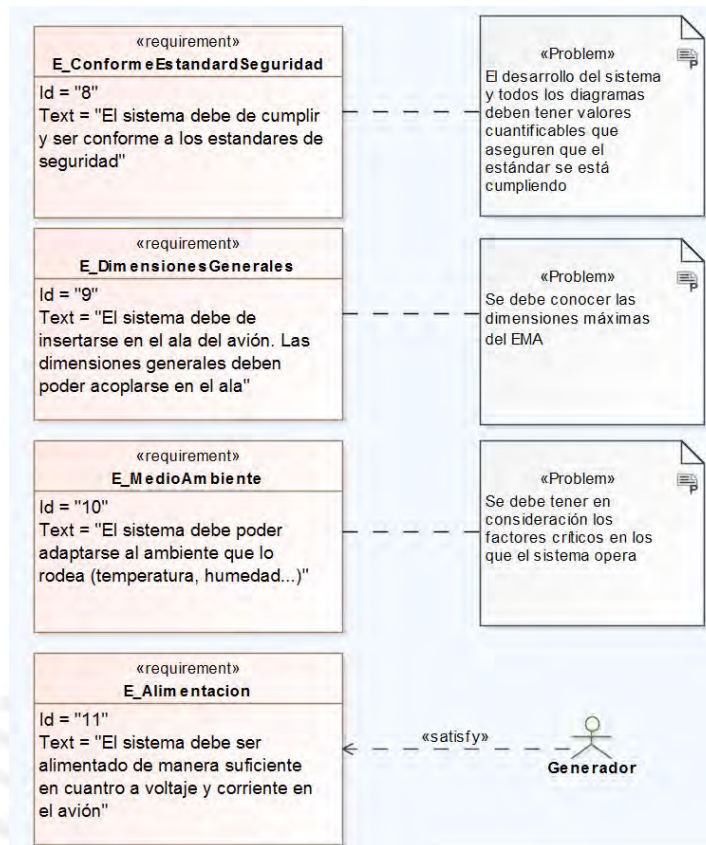 «requirement»
E_ConformeEstandardSeguridad
Id = "8"
Text = "El sistema debe de cumplir
y ser conforme a los estandares de
seguridad"
«Problem»
El desarrollo del sistema
y todos los diagramas
deben tener valores
cuantificables que
aseguren que el
estándar se está
cumpliendo
«requirement»
E_DimensionesGenerales
Id = "9"
Text = "El sistema debe de
insertarse en el ala del avión. Las
dimensiones generales deben
poder acoplarse en el ala"
«Problem»
Se debe conocer las
dimensiones máximas
del EMA
«requirement»
E_MedioAmbiente
Id = "10"
Text = "El sistema debe poder
adaptarse al ambiente que lo
rodea (temperatura, humedad...)"
«Problem»
Se debe tener en
consideración los
factores críticos en los
que el sistema opera
«requirement»
E_Alimentacion
Id = "11"
Text = "El sistema debe ser
alimentado de manera suficiente
en cuantro a voltaje y corriente en
el avión"
«satisfy»
Generador